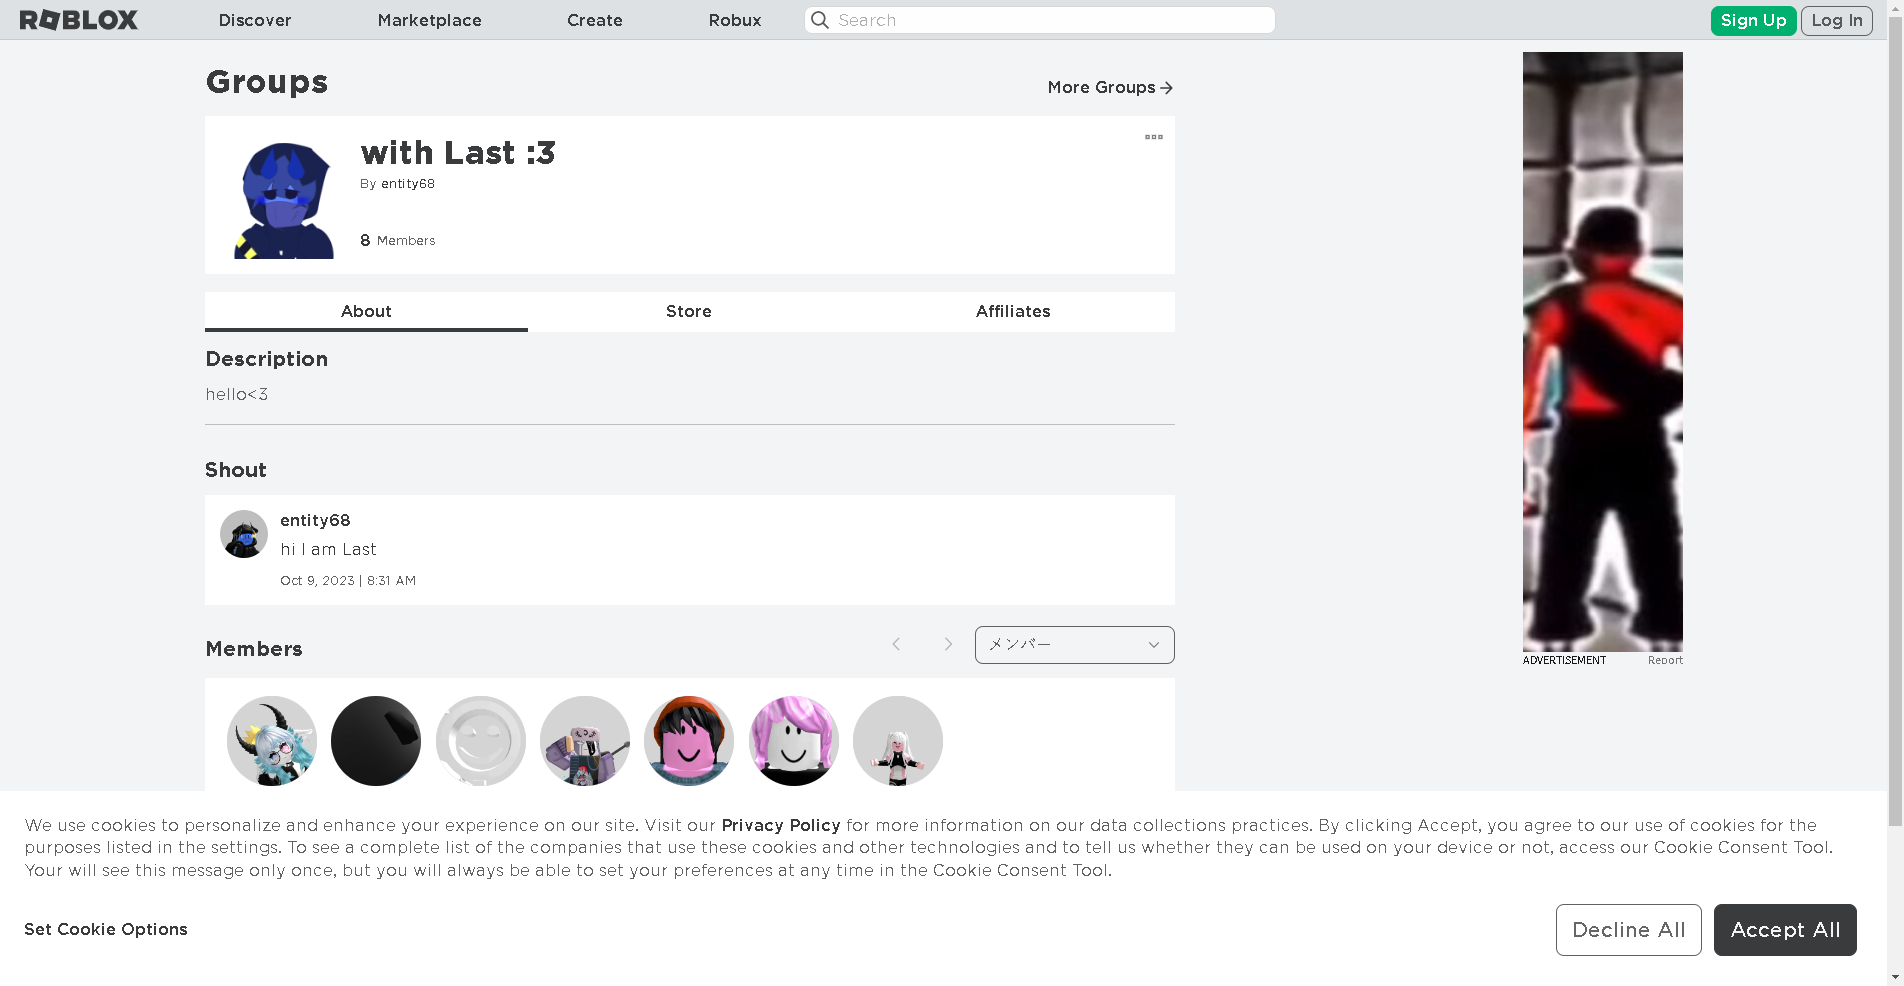 ROBLOX
Discover
Marketplace
Create
Robux
Search
Sign Up
Log In
Groups
More Groups
with Last :3
By entity68
8 Members
About
Store
Affiliates
Description
hello<3
Shout
entity68
hi I am Last
Oct 9, 2023 | 8:31 AM
Members
メンバー
ADVERTISEMENT
Report
We use cookies to personalize and enhance your experience on our site. Visit our Privacy Policy for more information on our data collections practices. By clicking Accept, you agree to our use of cookies for the
purposes listed in the settings. To see a complete list of the companies that use these cookies and other technologies and to tell us whether they can be used on your device or not, access our Cookie Consent Tool.
Your will see this message only once, but you will always be able to set your preferences at any time in the Cookie Consent Tool.
Set Cookie Options
Decline All
Accept All